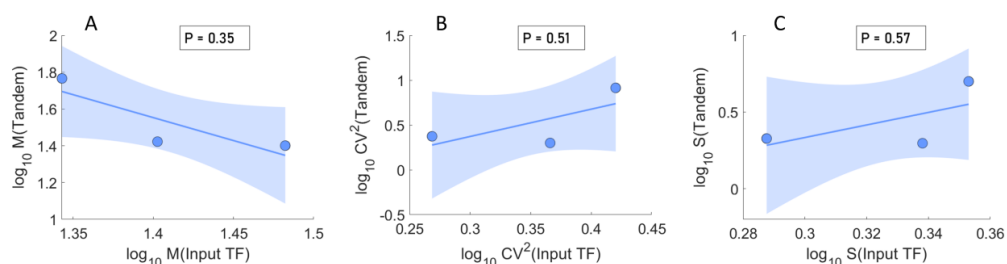 A
P = 0.35
log10 M(Tandem)
2
1.8
1.6
1.4
1.2
1
1.35
1.4
1.45
1.5
log10 M(Input TF)
B
P = 0.51
log10 CV²(Tandem)
1.5
1
0.5
0
-0.5
0.25
0.3
0.35
0.4
0.45
log10 CV²(Input TF)
C
P = 0.57
log10 S(Tandem)
1
0.5
0
0.28
0.3
0.32
0.34
0.36
log10 S(Input TF)